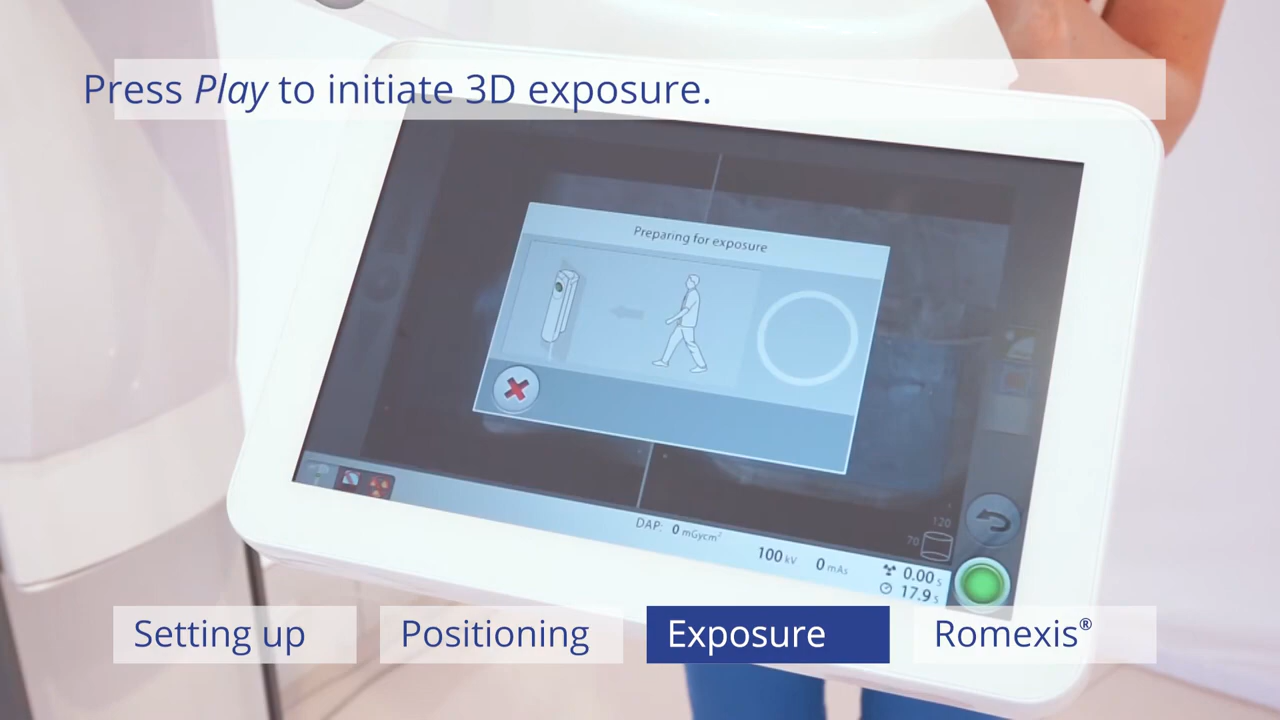 Press Play to initiate 3D exposure.
Preparing for exposure
120
70
DAP: 0 mGycm²
100 kV 0 mAs
0.00 s
17.9 s
Setting up
Positioning
Exposure
Romexis®